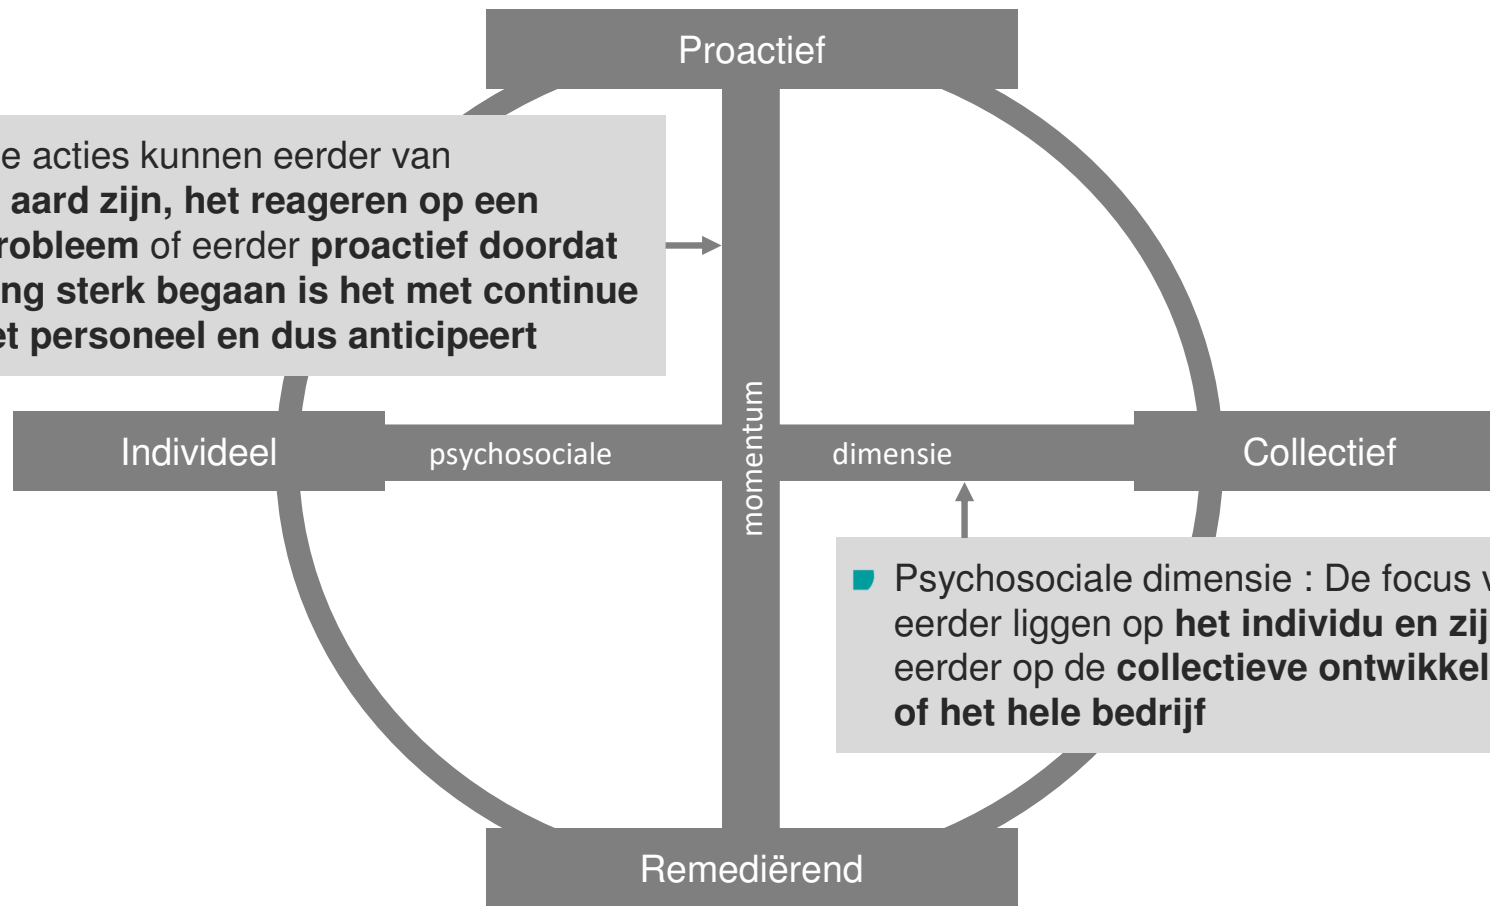 Proactief
e acties kunnen eerder van
aard zijn, het reageren op een
robleem of eerder proactief doordat
ng sterk begaan is het met continue
et personeel en dus anticipeert
momentum
Individeel
psychosociale
dimensie
Collectief
Psychosociale dimensie : De focus v
eerder liggen op het individu en zij
eerder op de collectieve ontwikkel
of het hele bedrijf
Remediërend